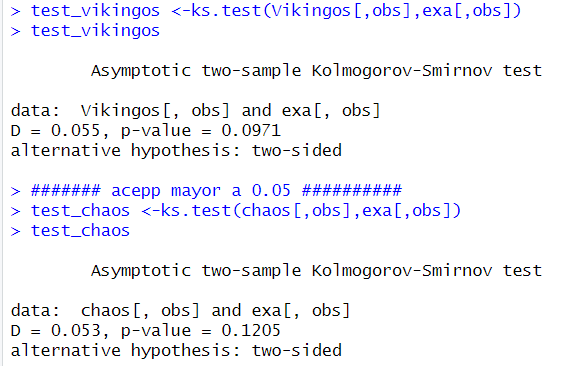 > test_vikingos <-ks.test(Vikingos[,obs],exa[,obs])
> test_vikingos
Asymptotic two-sample Kolmogorov-Smirnov test
data:  Vikingos[, obs] and exa[, obs]
D = 0.055, p-value = 0.0971
alternative hypothesis: two-sided
> ####### acepp mayor a 0.05 ##########
> test_chaos <-ks.test(chaos[,obs],exa[,obs])
> test_chaos
Asymptotic two-sample Kolmogorov-Smirnov test
data:  chaos[, obs] and exa[, obs]
D = 0.053, p-value = 0.1205
alternative hypothesis: two-sided